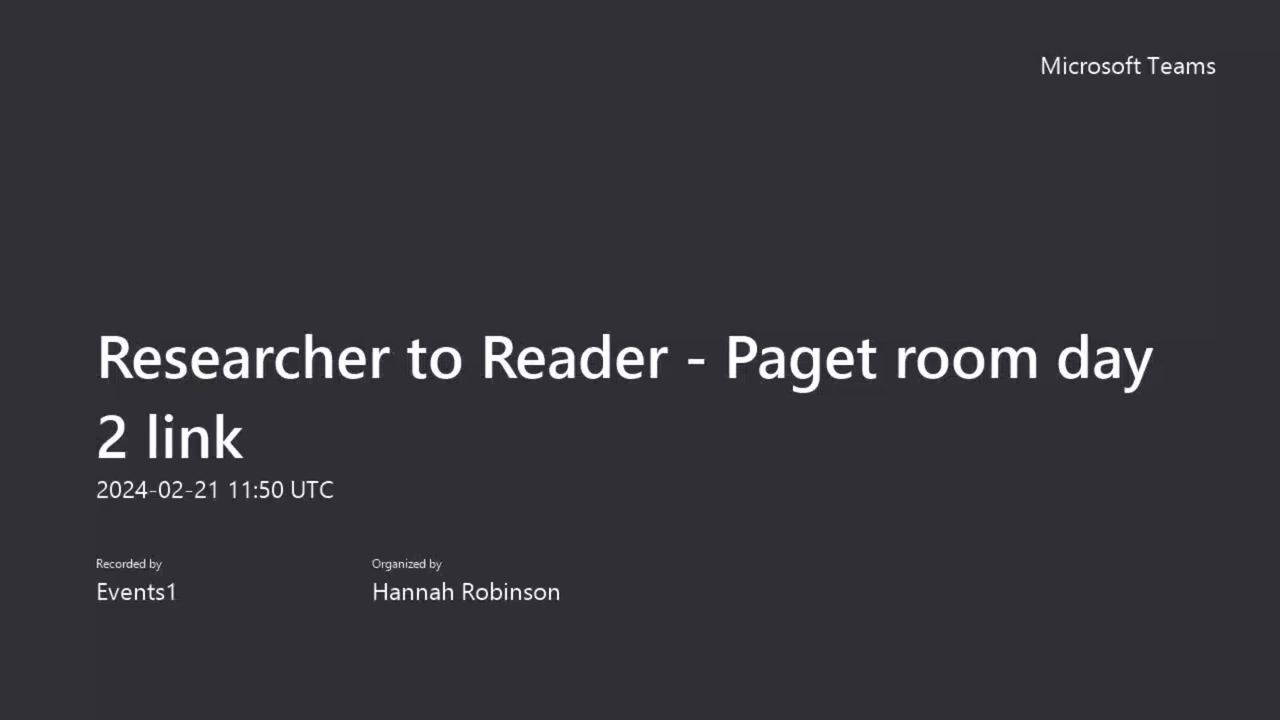 Microsoft Teams
Researcher to Reader - Paget room day
2 link
2024-02-21 11:50 UTC
Recorded by
Organized by
Events1
Hannah Robinson